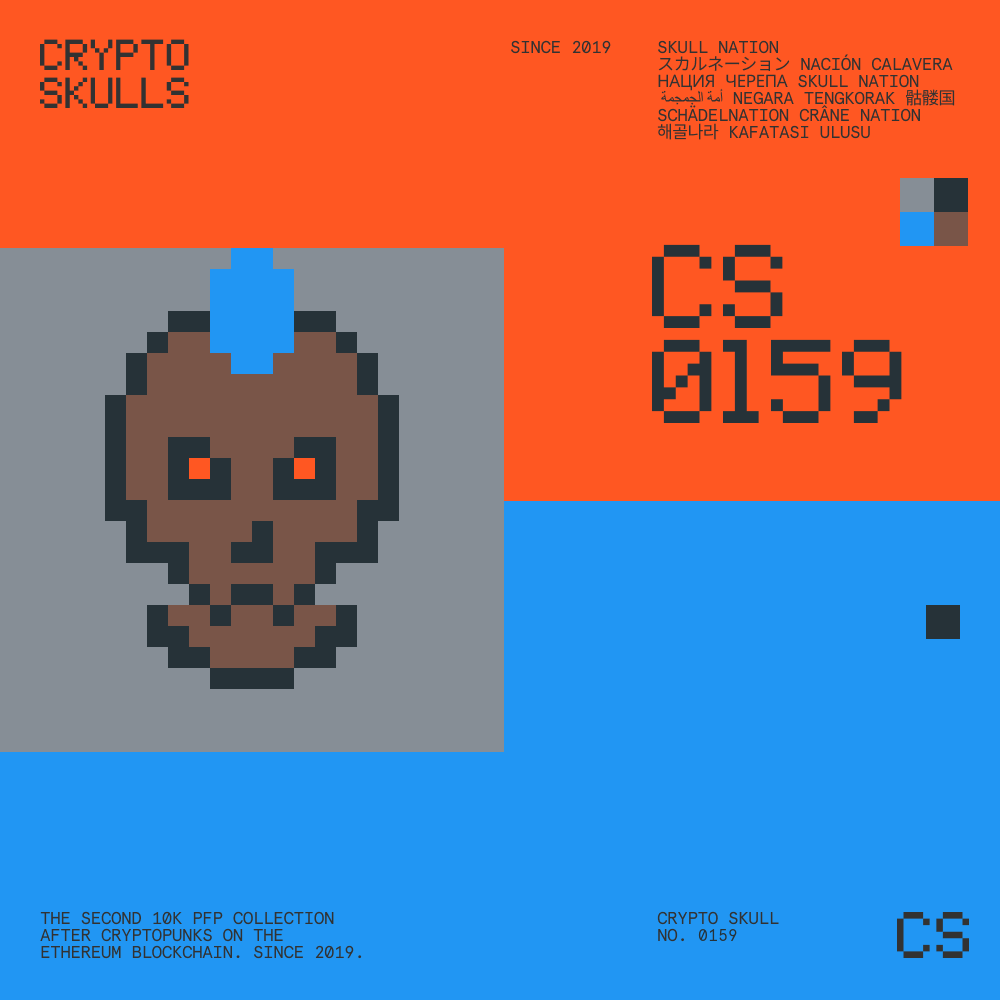 CRYPTO
SKULLS
SINCE 2019
SKULL NATION
スカルネーション NACIÓN CALAVERA
НАЦИЯ ЧЕРЕПА SKULL NATION
أمة الجمجمة NEGARA TENGKORAK 骷髅国
SCHÄDELNATION CRÂNE NATION
해골나라 KAFATASI ULUSU
CS
0159
THE SECOND 10K PFP COLLECTION
AFTER CRYPTOPUNKS ON THE
ETHEREUM BLOCKCHAIN. SINCE 2019.
CRYPTO SKULL
NO. 0159
CS